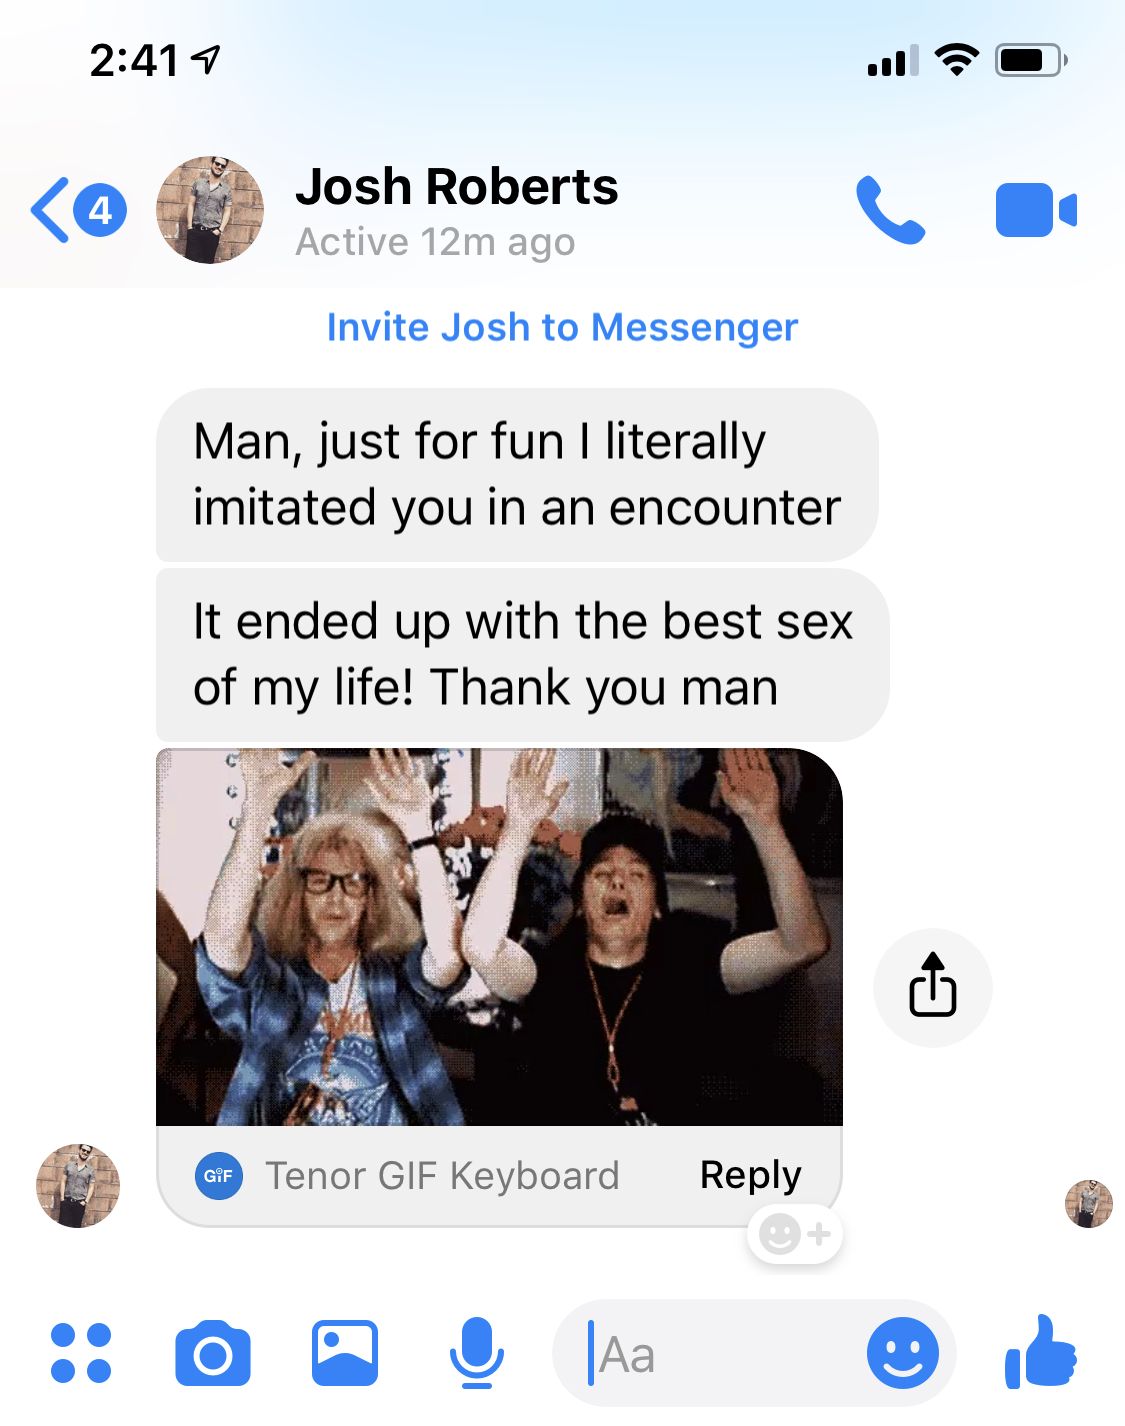 2:41
4
Josh Roberts
Active 12m ago
Invite Josh to Messenger
Man, just for fun I literally
imitated you in an encounter
It ended up with the best sex
of my life! Thank you man
GIF Tenor GIF Keyboard Reply
Aa